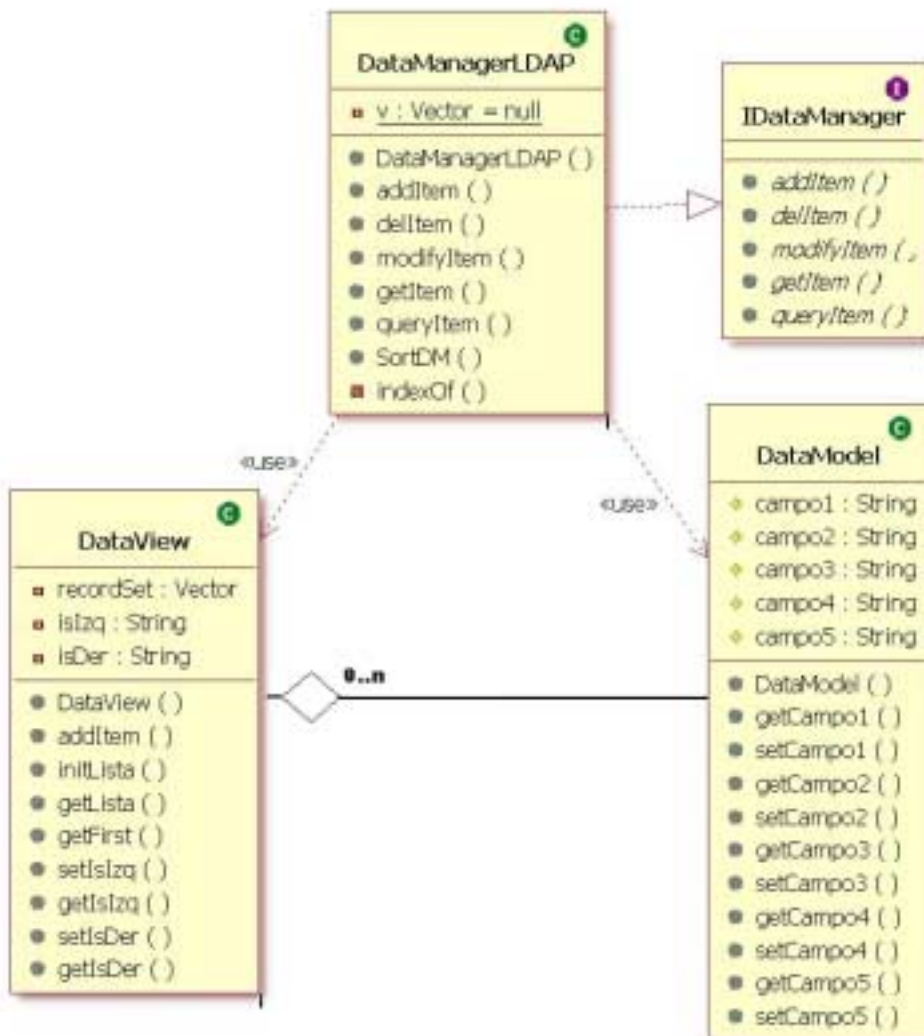 C
DataManagerLDAP
v : Vector = null
DataManagerLDAP ( )
addItem ( )
delItem ( )
modifyItem ( )
getItem ( )
queryItem ( )
SortDM ( )
indexOf ( )
I
IDataManager
addItem ( )
delItem ( )
modifyItem (
getItem ( )
queryItem ( )
«use»
«use»
C
DataView
recordSet : Vector
isIzq : String
isDer : String
DataView ( )
addItem ( )
initLista ( )
getLista ( )
getFirst ( )
setIsIzq ( )
getIsIzq ( )
setIsDer ( )
getIsDer ( )
0..n
C
DataModel
campo1 : String
campo2 : String
campo3 : String
campo4 : String
campo5 : String
DataModel ( )
getCampo1 ( )
setCampo1 ( )
getCampo2 ( )
setCampo2 ( )
getCampo3 ( )
setCampo3 ( )
getCampo4 ( )
setCampo4 ( )
getCampo5 ( )
setCampo5 ( )